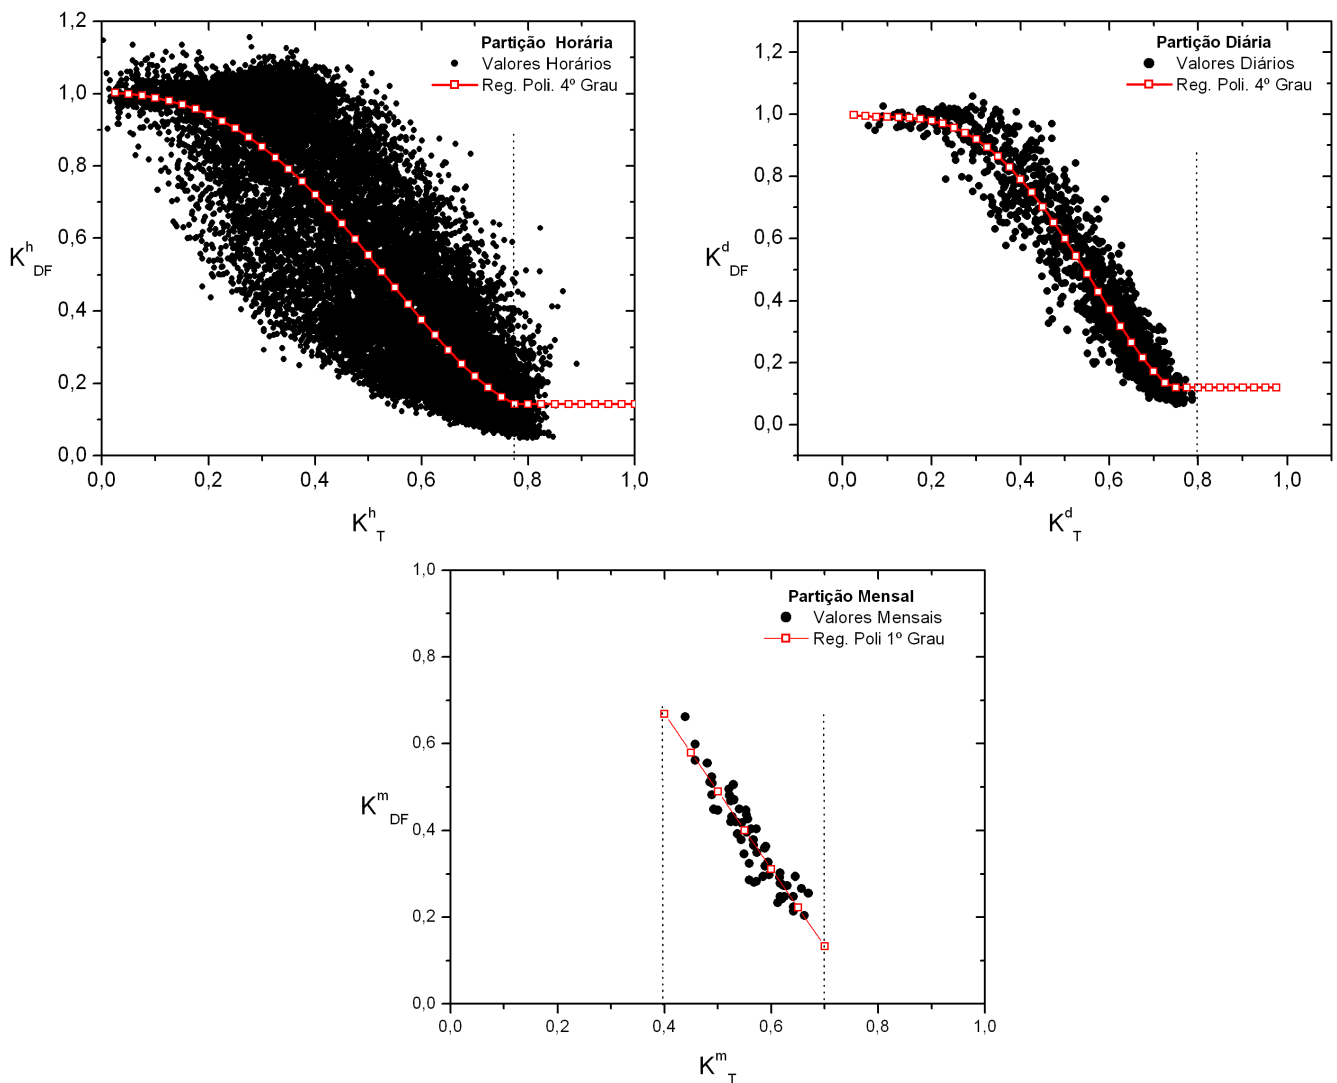 Partição Horária
Valores Horários
Reg. Poli. 4º Grau
1,2
1,0
0,8
0,6
0,4
0,2
0,0
K^h_DF
0,0 0,2 0,4 0,6 0,8 1,0
K^h_T
Partição Diária
Valores Diários
Reg. Poli. 4º Grau
1,2
1,0
0,8
0,6
0,4
0,2
0,0
K^d_DF
0,0 0,2 0,4 0,6 0,8 1,0
K^d_T
Partição Mensal
Valores Mensais
Reg. Poli 1º Grau
1,0
0,8
0,6
0,4
0,2
0,0
K^m_DF
0,0 0,2 0,4 0,6 0,8 1,0
K^m_T